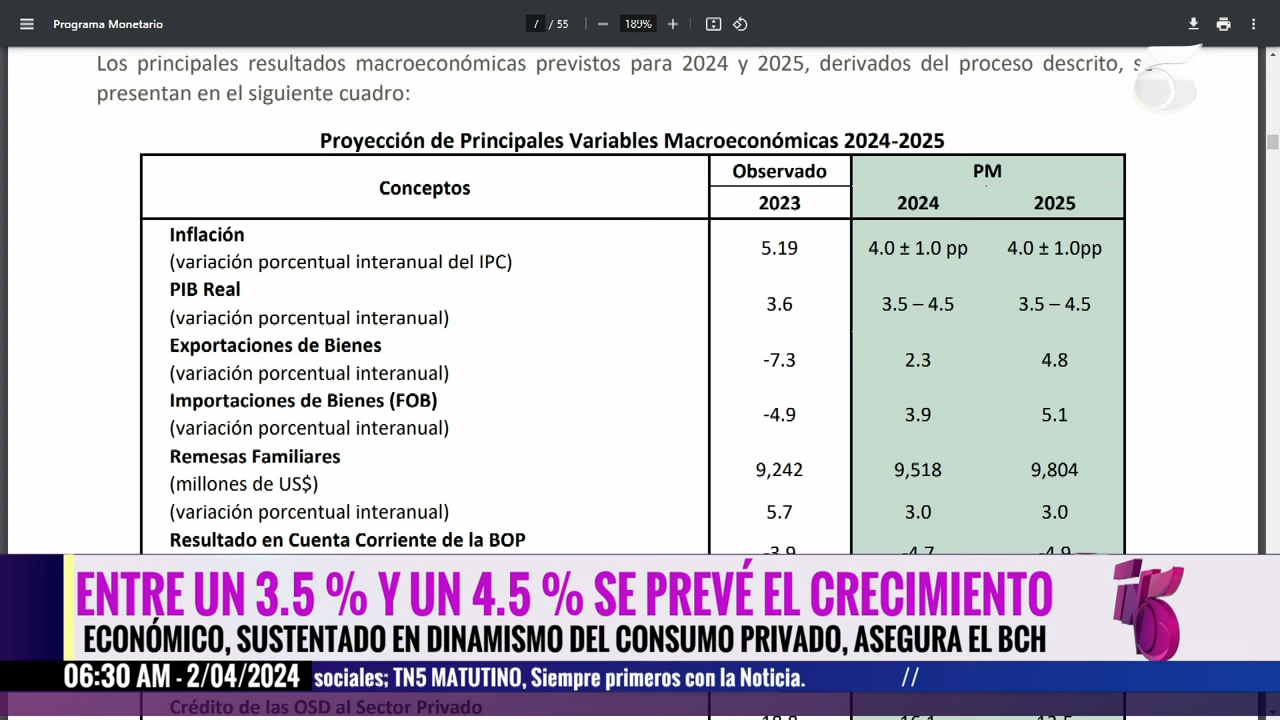 Programa Monetario
/ 55
189%
Los principales resultados macroeconómicas previstos para 2024 y 2025, derivados del proceso descrito,
presentan en el siguiente cuadro:
Proyección de Principales Variables Macroeconómicas 2024-2025
Conceptos Observado PM
2023 2024 2025
Inflación
(variación porcentual interanual del IPC) 5.19 4.0 ± 1.0 pp 4.0 ± 1.0pp
PIB Real
(variación porcentual interanual) 3.6 3.5 – 4.5 3.5 – 4.5
Exportaciones de Bienes
(variación porcentual interanual) -7.3 2.3 4.8
Importaciones de Bienes (FOB)
(variación porcentual interanual) -4.9 3.9 5.1
Remesas Familiares
(millones de US$) 9,242 9,518 9,804
(variación porcentual interanual) 5.7 3.0 3.0
Resultado en Cuenta Corriente de la BOP
-3.9 -4.7 -4.9
ENTRE UN 3.5 % Y UN 4.5 % SE PREVÉ EL CRECIMIENTO
ECONÓMICO, SUSTENTADO EN DINAMISMO DEL CONSUMO PRIVADO, ASEGURA EL BCH
TN5
06:30 AM - 2/04/2024 sociales; TN5 MATUTINO, Siempre primeros con la Noticia. //
Crédito de las OSD al Sector Privado